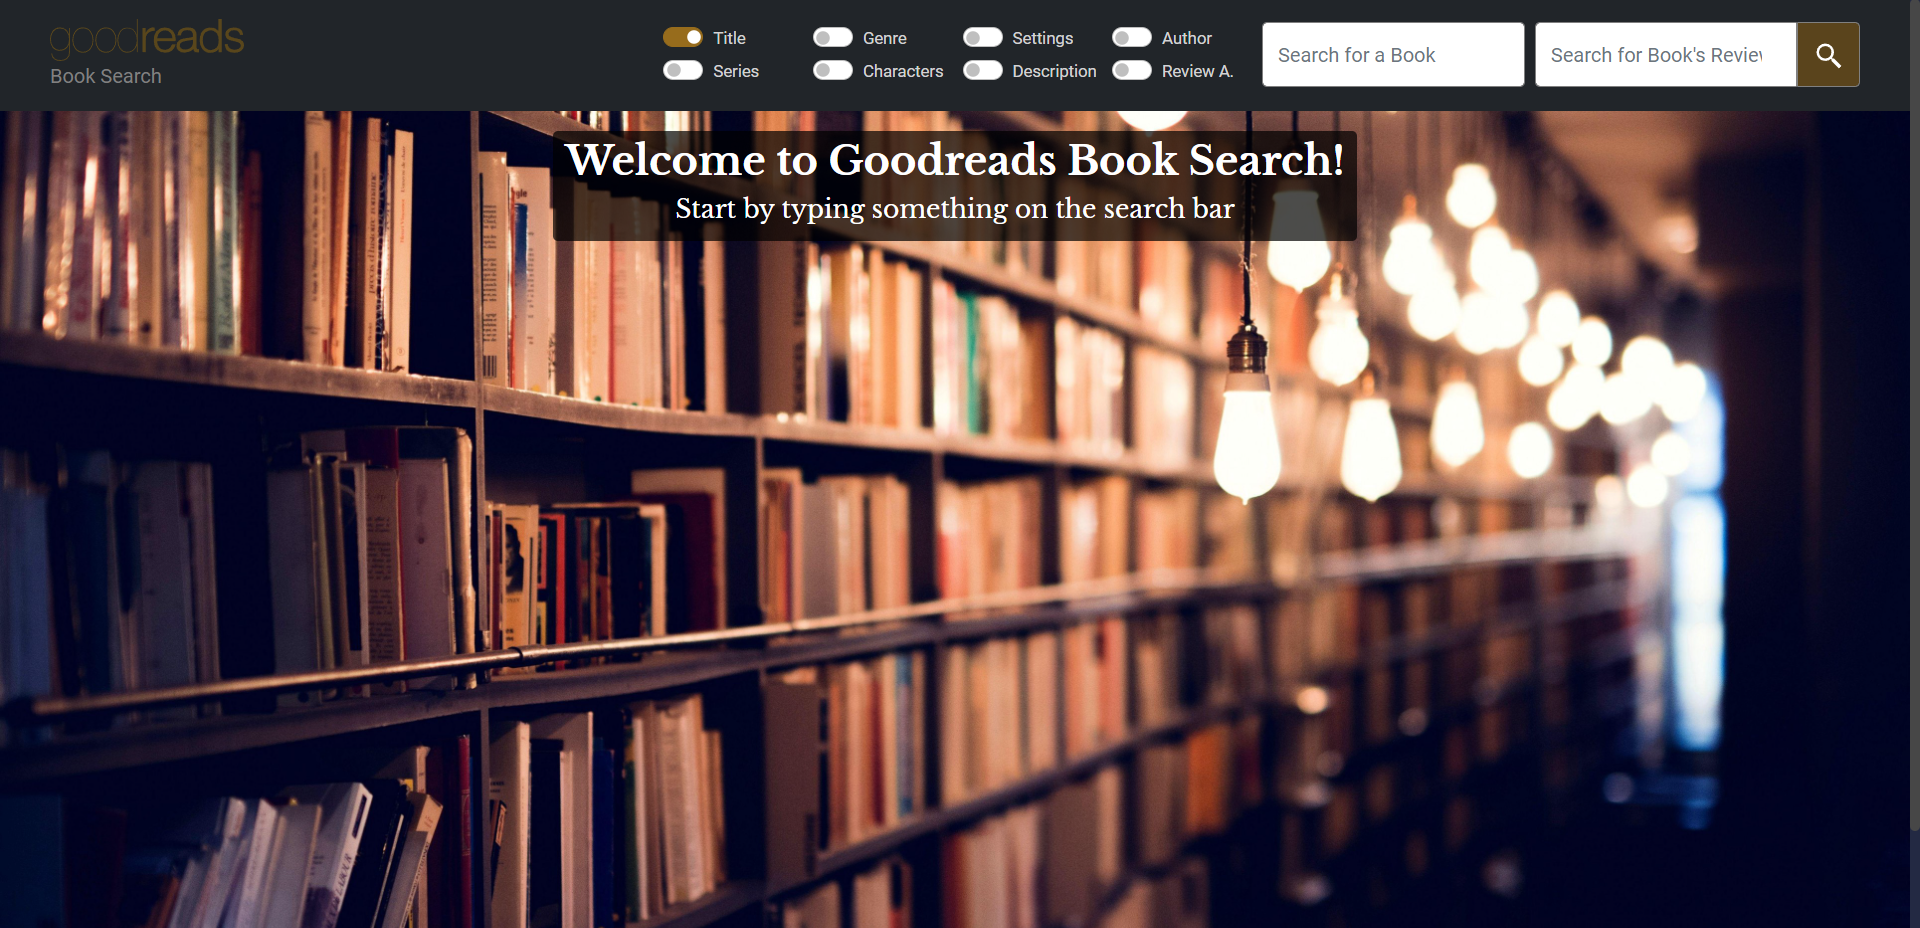 goodreads
Book Search
Title
Genre
Settings
Author
Series
Characters
Description
Review A.
Search for a Book
Search for Book's Review
Welcome to Goodreads Book Search!
Start by typing something on the search bar